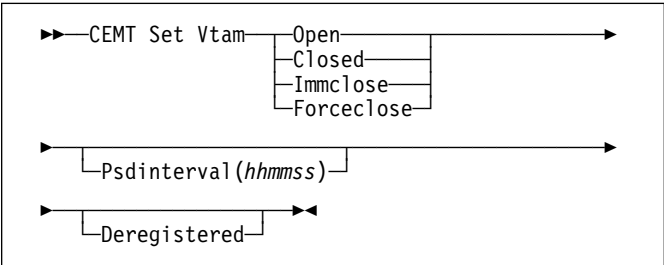 CEMT Set Vtam Open
Closed
Immclose
Forceclose
Psdinterval(hhmmss)
Deregistered